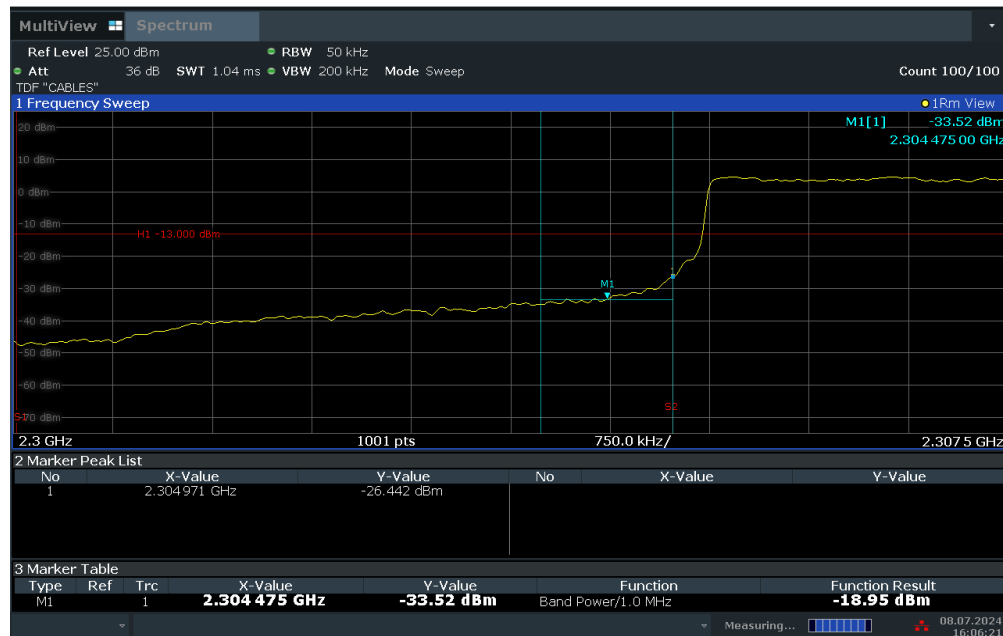 MultiView Spectrum
Ref Level 25.00 dBm RBW 50 kHz
Att 36 dB SWT 1.04 ms VBW 200 kHz Mode Sweep Count 100/100
TDF "CABLES"
1 Frequency Sweep 1Rm View
M1[1] -33.52 dBm
2.304 475 00 GHz
20 dBm
10 dBm
0 dBm
-10 dBm
H1 -13.000 dBm
-20 dBm
1
-30 dBm
M1
-40 dBm
-50 dBm
-60 dBm
S2
S1
-70 dBm
2.3 GHz 1001 pts 750.0 kHz/ 2.3075 GHz
2 Marker Peak List
No X-Value Y-Value No X-Value Y-Value
1 2.304971 GHz -26.442 dBm
3 Marker Table
Type Ref Trc X-Value Y-Value Function Function Result
M1 1 2.304 475 GHz -33.52 dBm Band Power/1.0 MHz -18.95 dBm
Measuring... 08.07.2024
16:06:21